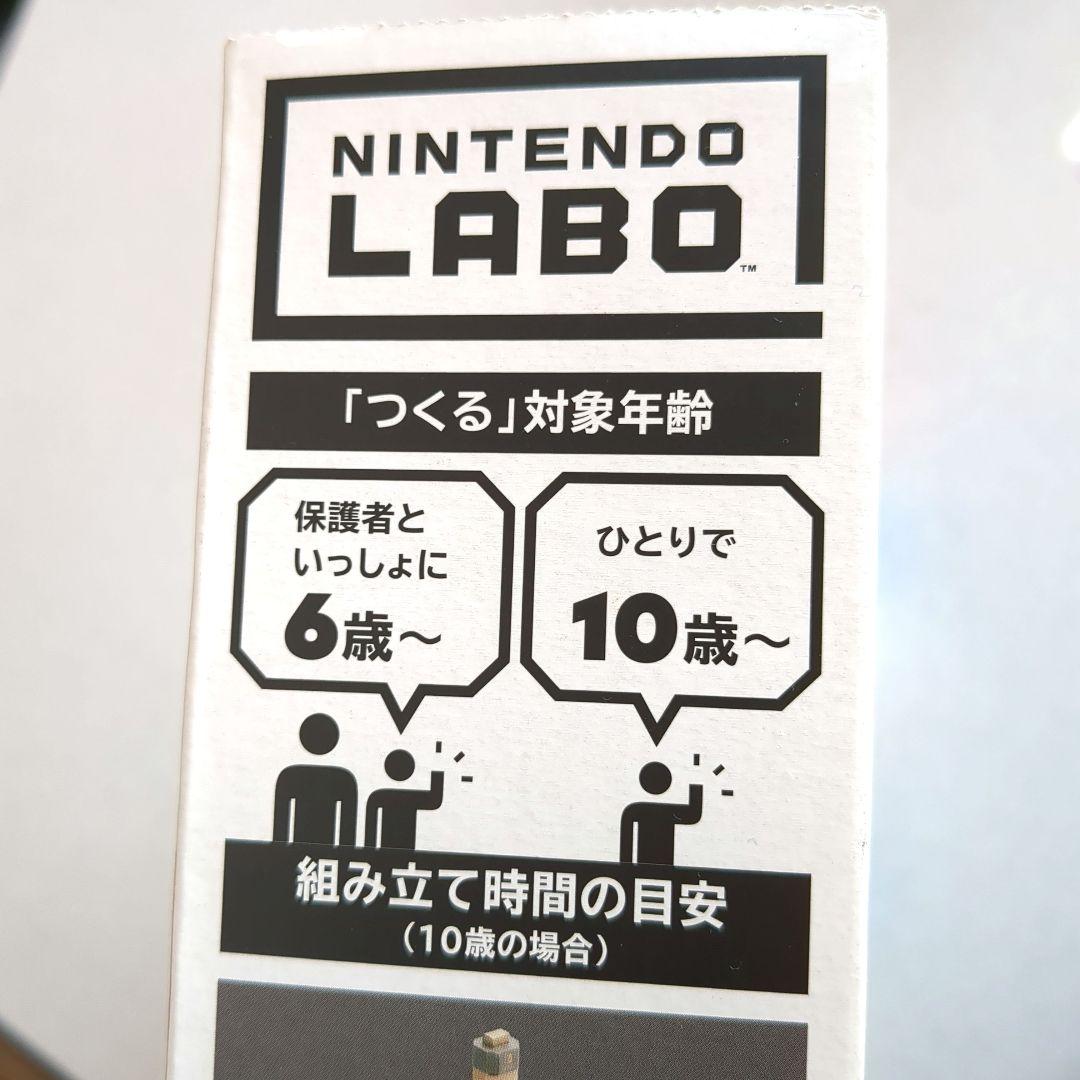 NINTENDO
LABO™
「つくる」対象年齢
保護者と
いっしょに
6歳～
ひとりで
10歳～
組み立て時間の目安
（10歳の場合）